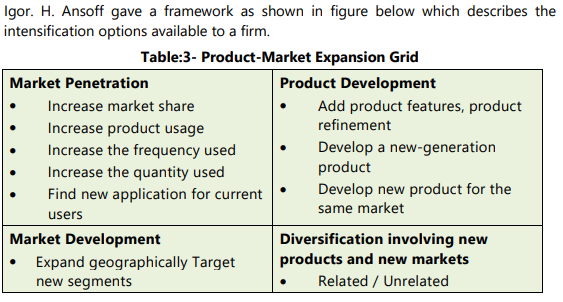 Igor. H. Ansoff gave a framework as shown in figure below which describes the
intensification options available to a firm.
Table:3- Product-Market Expansion Grid
Market Penetration
• Increase market share
• Increase product usage
• Increase the frequency used
• Increase the quantity used
• Find new application for current
users
Product Development
• Add product features, product
refinement
• Develop a new-generation
product
• Develop new product for the
same market
Market Development
• Expand geographically Target
new segments
Diversification involving new
products and new markets
• Related / Unrelated